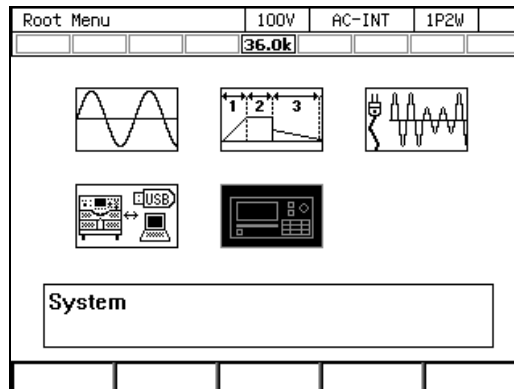 Root Menu 100V AC-INT 1P2W
36.0k
1 2 3
USB
System